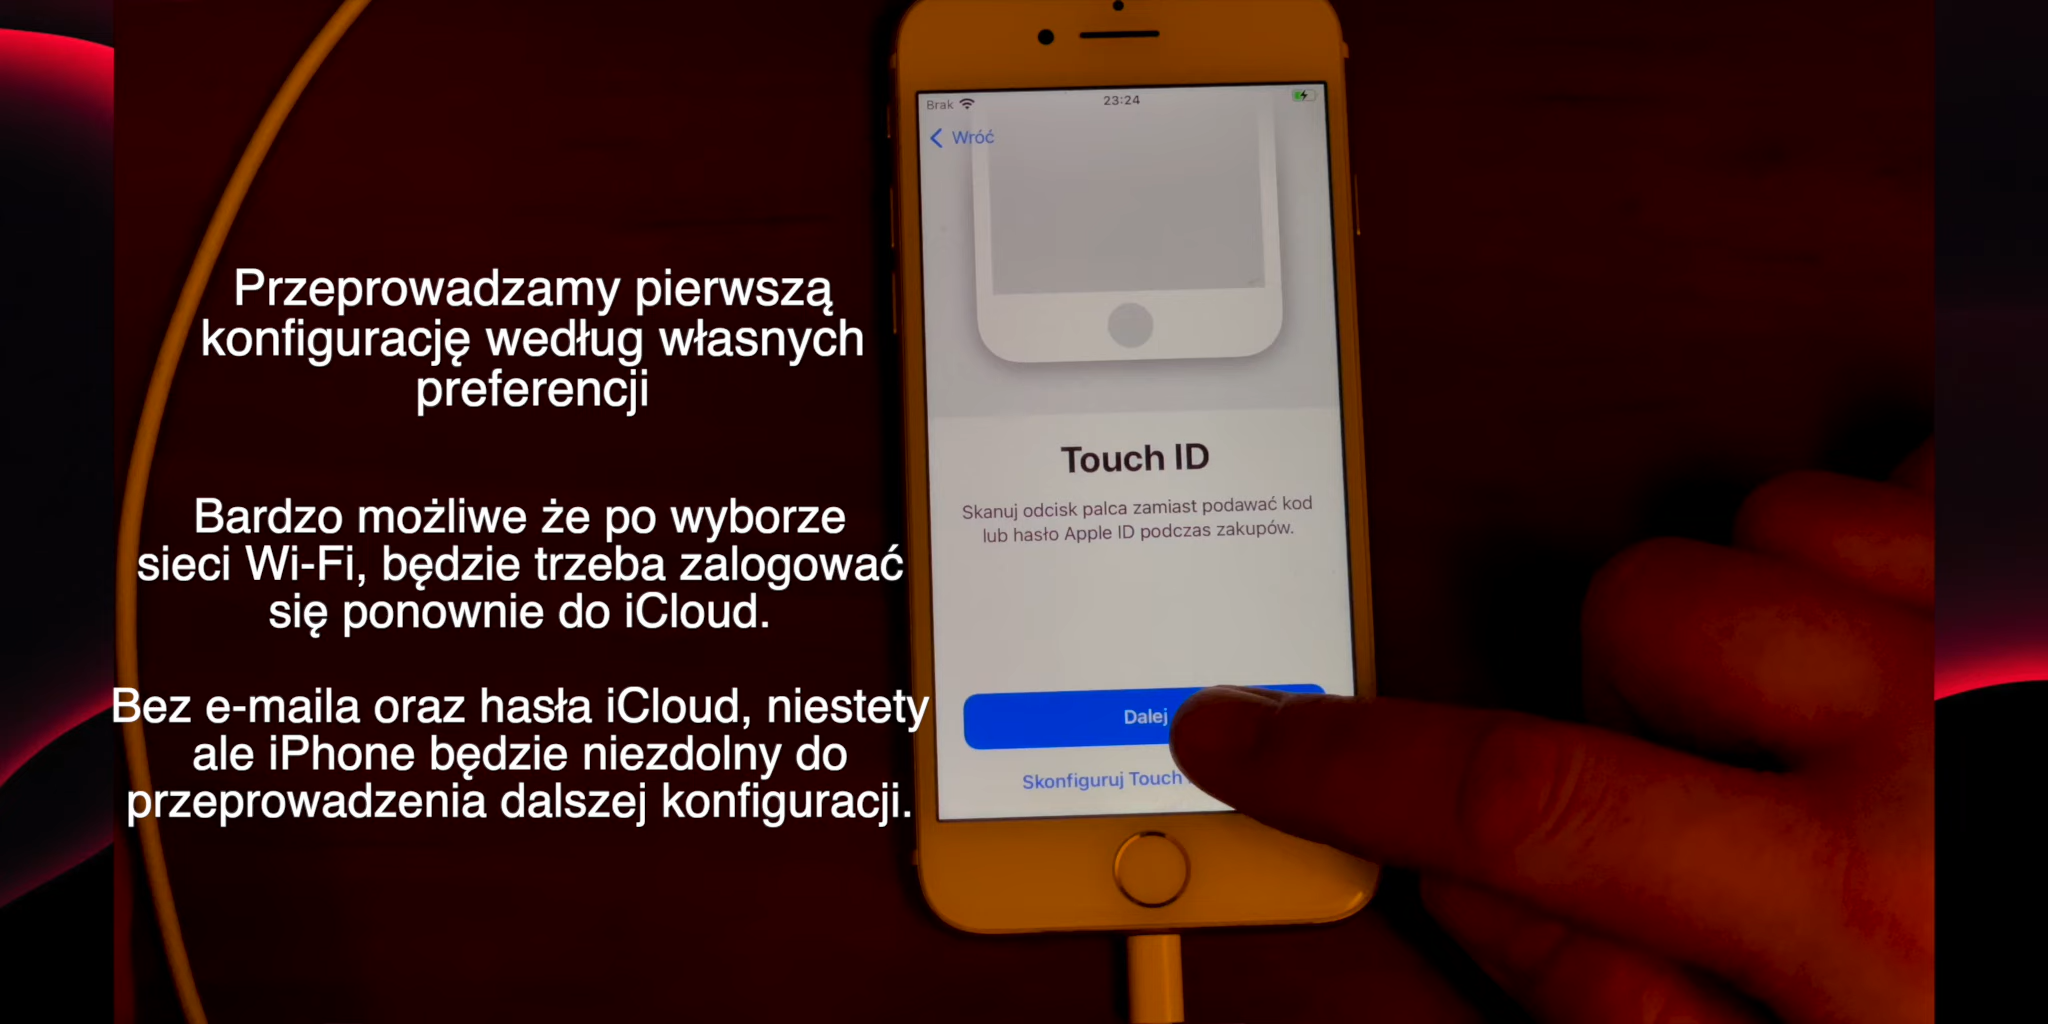 Przeprowadzamy pierwszą
konfigurację według własnych
preferencji
Bardzo możliwe że po wyborze
sieci Wi-Fi, będzie trzeba zalogować
się ponownie do iCloud.
Bez e-maila oraz hasła iCloud, niestety
ale iPhone będzie niezdolny do
przeprowadzenia dalszej konfiguracji.
Brak
23:24
Wróć
Touch ID
Skanuj odcisk palca zamiast podawać kod
lub hasło Apple ID podczas zakupów.
Dalej
Skonfiguruj Touch